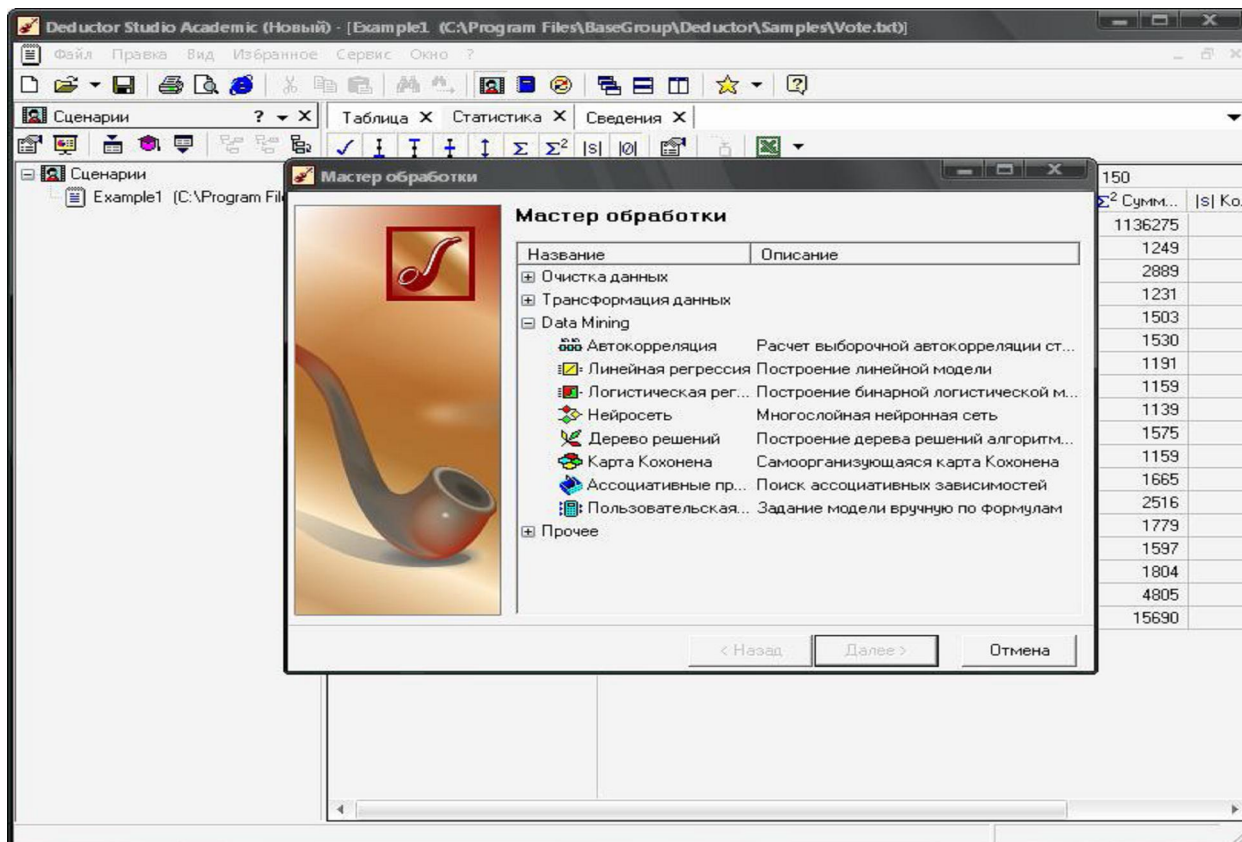 Deductor Studio Academic (Новый) - [Example1 (C:\Program Files\BaseGroup\Deductor\Samples\Vote.txt)]
Файл Правка Вид Избранное Сервис Окно ?
Сценарии
Таблица Статистика Сведения
Σ Σ² |s| |0|
Сценарии
Example1 (C:\Program Fil
Мастер обработки
Мастер обработки
Название Описание
Очистка данных
Трансформация данных
Data Mining
Автокорреляция Расчет выборочной автокорреляции ст...
Линейная регрессия Построение линейной модели
Логистическая рег... Построение бинарной логистической м...
Нейросеть Многослойная нейронная сеть
Дерево решений Построение дерева решений алгоритм...
Карта Кохонена Самоорганизующаяся карта Кохонена
Ассоциативные пр... Поиск ассоциативных зависимостей
Пользовательская... Задание модели вручную по формулам
Прочее
< Назад Далее > Отмена
150
Σ² Сумм... |s| Ко
1136275
1249
2889
1231
1503
1530
1191
1159
1139
1575
1159
1665
2516
1779
1597
1804
4805
15690